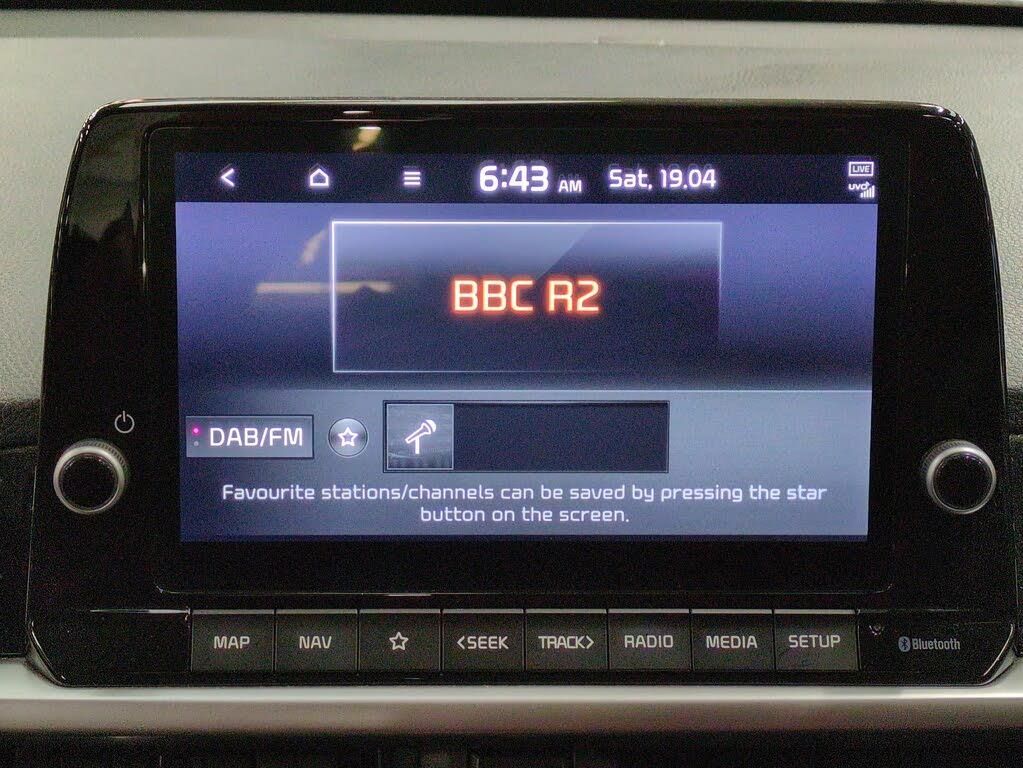 6:43 AM Sat, 19.04
LIVE
UVO
BBC R2
DAB/FM
Favourite stations/channels can be saved by pressing the star
button on the screen.
MAP NAV <SEEK TRACK> RADIO MEDIA SETUP
Bluetooth